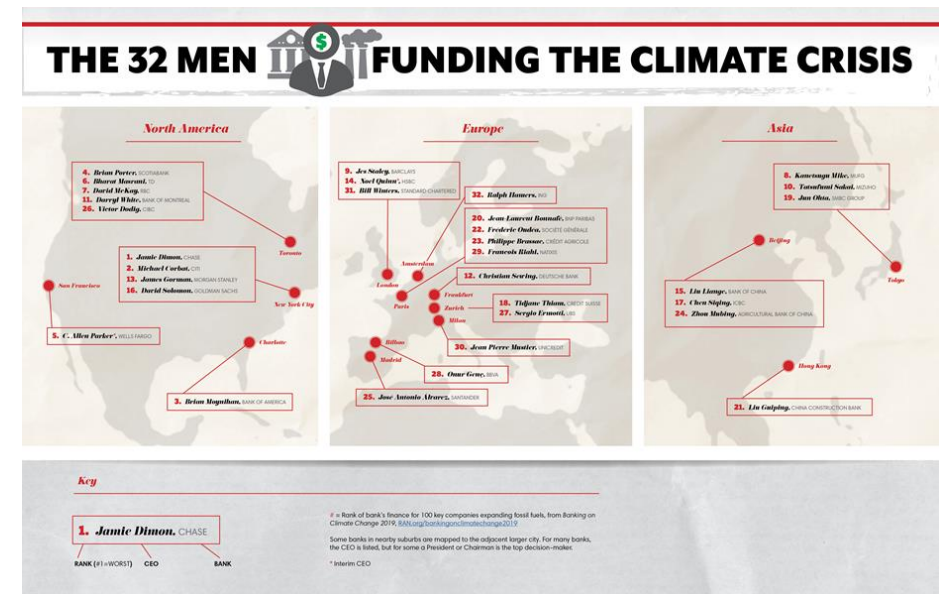 THE 32 MEN $ FUNDING THE CLIMATE CRISIS
North America
4. Brian Porter, SCOTIABANK
6. Bharat Masrani, TD
7. David McKay, RBC
11. Darryl White, BANK OF MONTREAL
26. Victor Dodig, CIBC
Toronto
1. Jamie Dimon, CHASE
2. Michael Corbat, CITI
13. James Gorman, MORGAN STANLEY
16. David Solomon, GOLDMAN SACHS
New York City
San Francisco
5. C. Allen Parker*, WELLS FARGO
Charlotte
3. Brian Moynihan, BANK OF AMERICA
Europe
9. Jes Staley, BARCLAYS
14. Noel Quinn*, HSBC
31. Bill Winters, STANDARD CHARTERED
London
32. Ralph Hamers, ING
Amsterdam
20. Jean-Laurent Bonnafé, BNP PARIBAS
22. Frederic Oudea, SOCIÉTÉ GÉNÉRALE
23. Philippe Brassac, CRÉDIT AGRICOLE
29. Francois Riahi, NATIXIS
Paris
12. Christian Sewing, DEUTSCHE BANK
Frankfurt
18. Tidjane Thiam, CREDIT SUISSE
27. Sergio Ermotti, UBS
Zurich
Milan
30. Jean Pierre Mustier, UNICREDIT
Bilbao
28. Onur Genç, BBVA
Madrid
25. Jose Antonio Álvarez, SANTANDER
Asia
8. Kanetsugu Mike, MUFG
10. Tatsufumi Sakai, MIZUHO
19. Jun Ohta, SMBC GROUP
Tokyo
Beijing
15. Liu Liange, BANK OF CHINA
17. Chen Siqing, ICBC
24. Zhou Mubing, AGRICULTURAL BANK OF CHINA
Hong Kong
21. Liu Guiping, CHINA CONSTRUCTION BANK
Key
1. Jamie Dimon, CHASE
RANK (#1=WORST) CEO BANK
# = Rank of bank's finance for 100 key companies expanding fossil fuels, from Banking on
Climate Change 2019, RAN.org/bankingonclimatechange2019
Some banks in nearby suburbs are mapped to the adjacent larger city. For many banks,
the CEO is listed, but for some a President or Chairman is the top decision-maker.
* Interim CEO